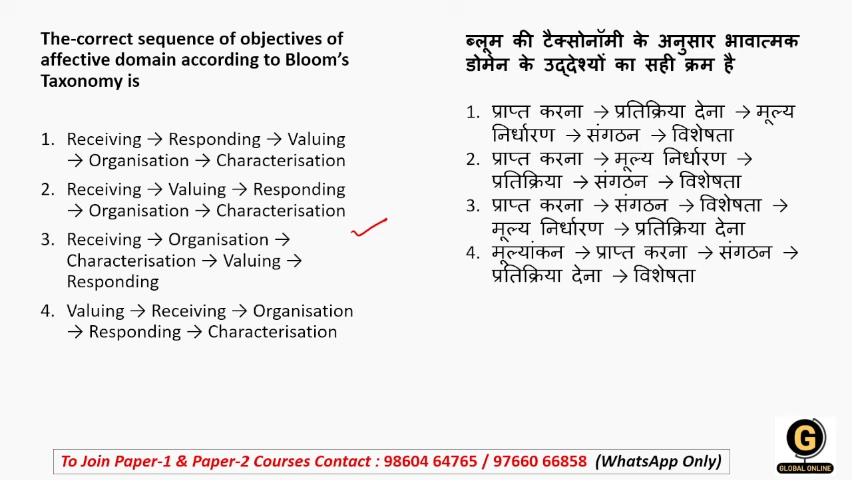 The-correct sequence of objectives of
affective domain according to Bloom's
Taxonomy is
1. Receiving → Responding → Valuing
→ Organisation → Characterisation
2. Receiving → Valuing → Responding
→ Organisation → Characterisation
3. Receiving → Organisation →
Characterisation → Valuing →
Responding
4. Valuing → Receiving → Organisation
→ Responding → Characterisation
ब्लूम की टैक्सोनॉमी के अनुसार भावात्मक
डोमेन के उद्देश्यों का सही क्रम है
1. प्राप्त करना → प्रतिक्रिया देना → मूल्य
निर्धारण → संगठन → विशेषता
2. प्राप्त करना → मूल्य निर्धारण →
प्रतिक्रिया → संगठन → विशेषता
3. प्राप्त करना → संगठन → विशेषता →
मूल्य निर्धारण → प्रतिक्रिया देना
4. मूल्यांकन → प्राप्त करना → संगठन →
प्रतिक्रिया देना → विशेषता
To Join Paper-1 & Paper-2 Courses Contact : 98604 64765 / 97660 66858 (WhatsApp Only)
G
GLOBAL ONLINE